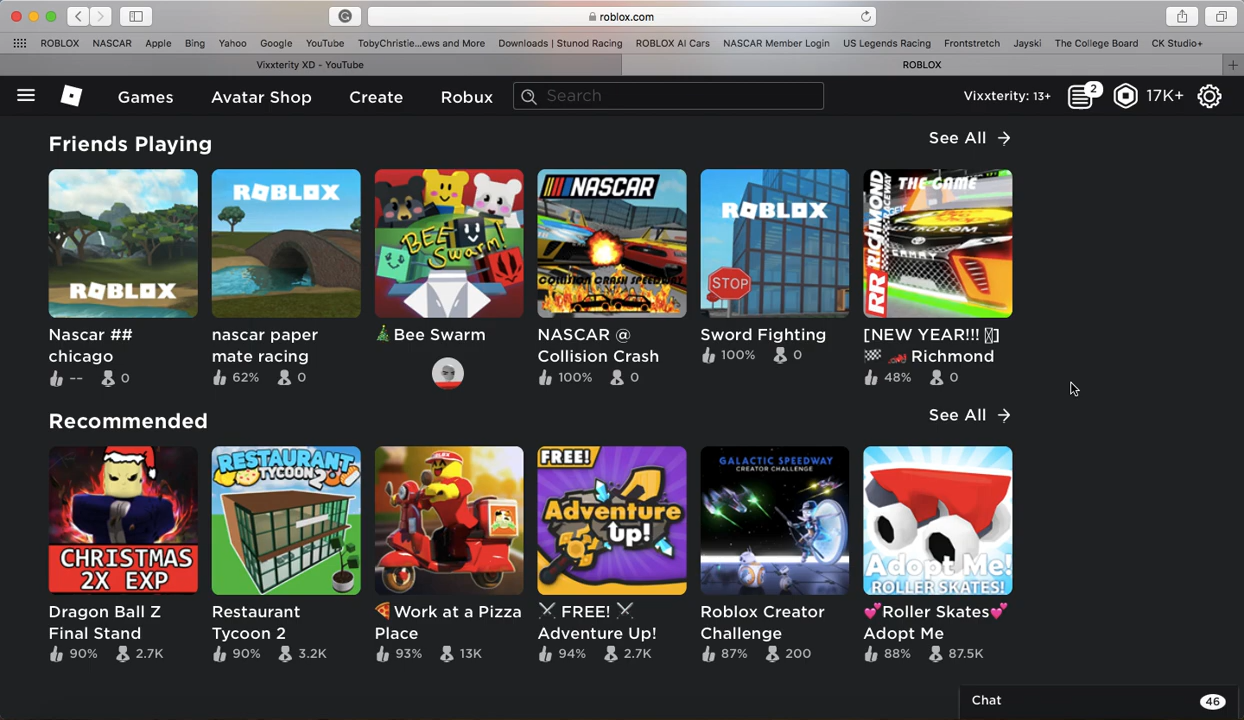 roblox.com
ROBLOX NASCAR Apple Bing Yahoo Google YouTube TobyChristie...ews and More Downloads | Stunod Racing ROBLOX AI Cars NASCAR Member Login US Legends Racing Frontstretch Jayski The College Board CK Studio+
Vixxterity XD - YouTube ROBLOX
Games Avatar Shop Create Robux Search Vixxterity: 13+ 2 17K+
Friends Playing See All →
ROBLOX
ROBLOX
BEE Swarm!
NASCAR
COLLISION CRASH SPEEDWAY
ROBLOX
STOP
THE GAME
RR RICHMOND RACEWAY
Nascar ##
chicago
-- 0
nascar paper
mate racing
62% 0
🎄Bee Swarm
NASCAR @
Collision Crash
100% 0
Sword Fighting
100% 0
[NEW YEAR!!! ]
🏁 🏎️ Richmond
48% 0
Recommended See All →
CHRISTMAS
2X EXP
RESTAURANT
TYCOON 2
FREE!
Adventure
Up!
GALACTIC SPEEDWAY
CREATOR CHALLENGE
Adopt Me!
ROLLER SKATES!
Dragon Ball Z
Final Stand
90% 2.7K
Restaurant
Tycoon 2
90% 3.2K
🍕Work at a Pizza
Place
93% 13K
⚔️ FREE! ⚔️
Adventure Up!
94% 2.7K
Roblox Creator
Challenge
87% 200
💕Roller Skates💕
Adopt Me
88% 87.5K
Chat 46